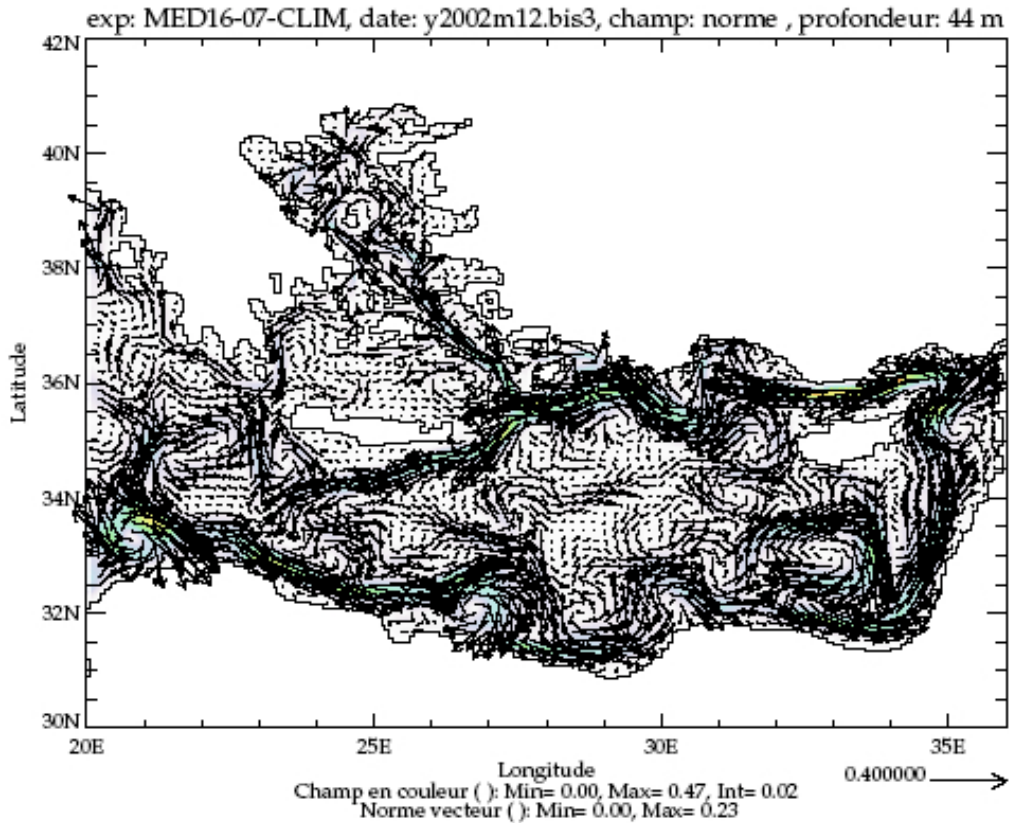 exp: MED16-07-CLIM, date: y2002m12.bis3, champ: norme , profondeur: 44 m
42N
40N
38N
36N
34N
32N
30N
Latitude
20E 25E 30E 35E
Longitude
0.400000
Champ en couleur ( ): Min= 0.00, Max= 0.47, Int= 0.02
Norme vecteur ( ): Min= 0.00, Max= 0.23